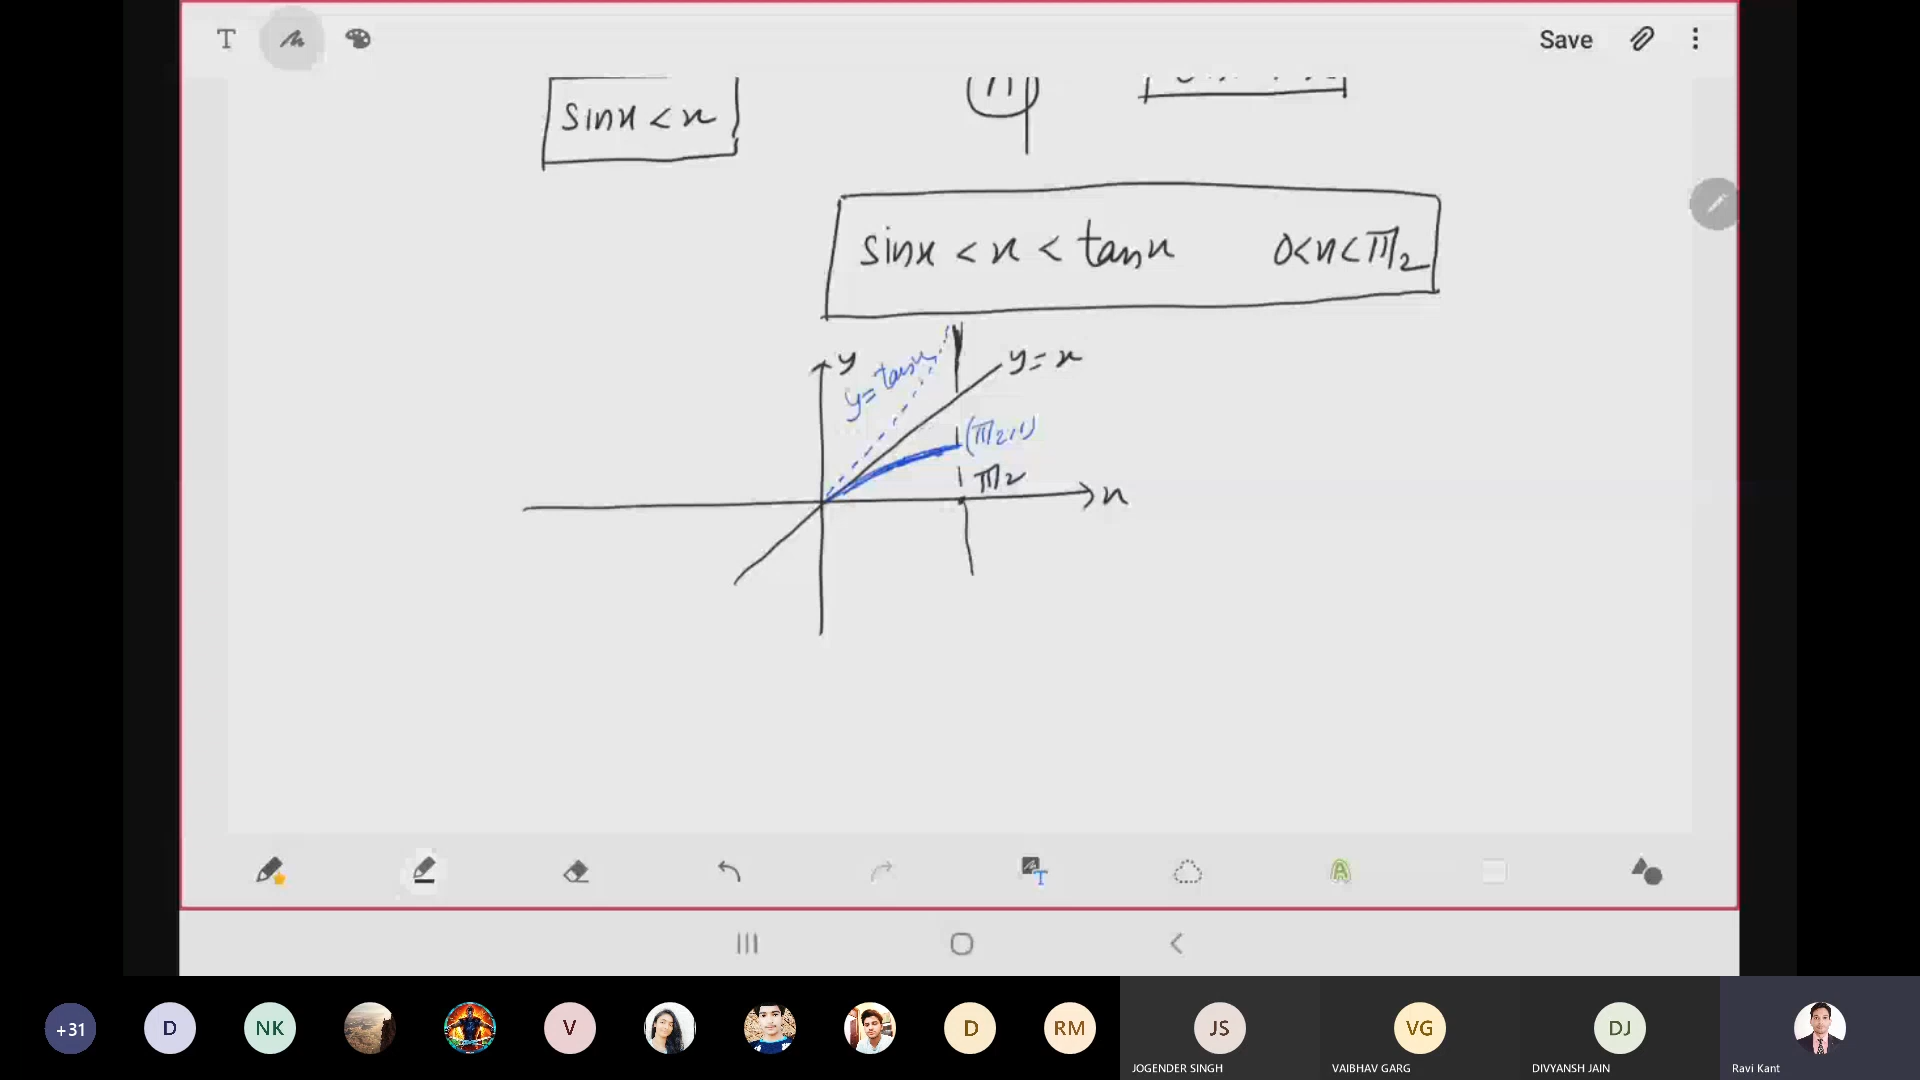 T
Save
sinx < x
sinx < x < tanx 0<x<π/2
y
y = tanx
y = x
(π/2, 1)
π/2
x
+31
D
NK
V
D
RM
JS
VG
DJ
JOGENDER SINGH
VAIBHAV GARG
DIVYANSH JAIN
Ravi Kant